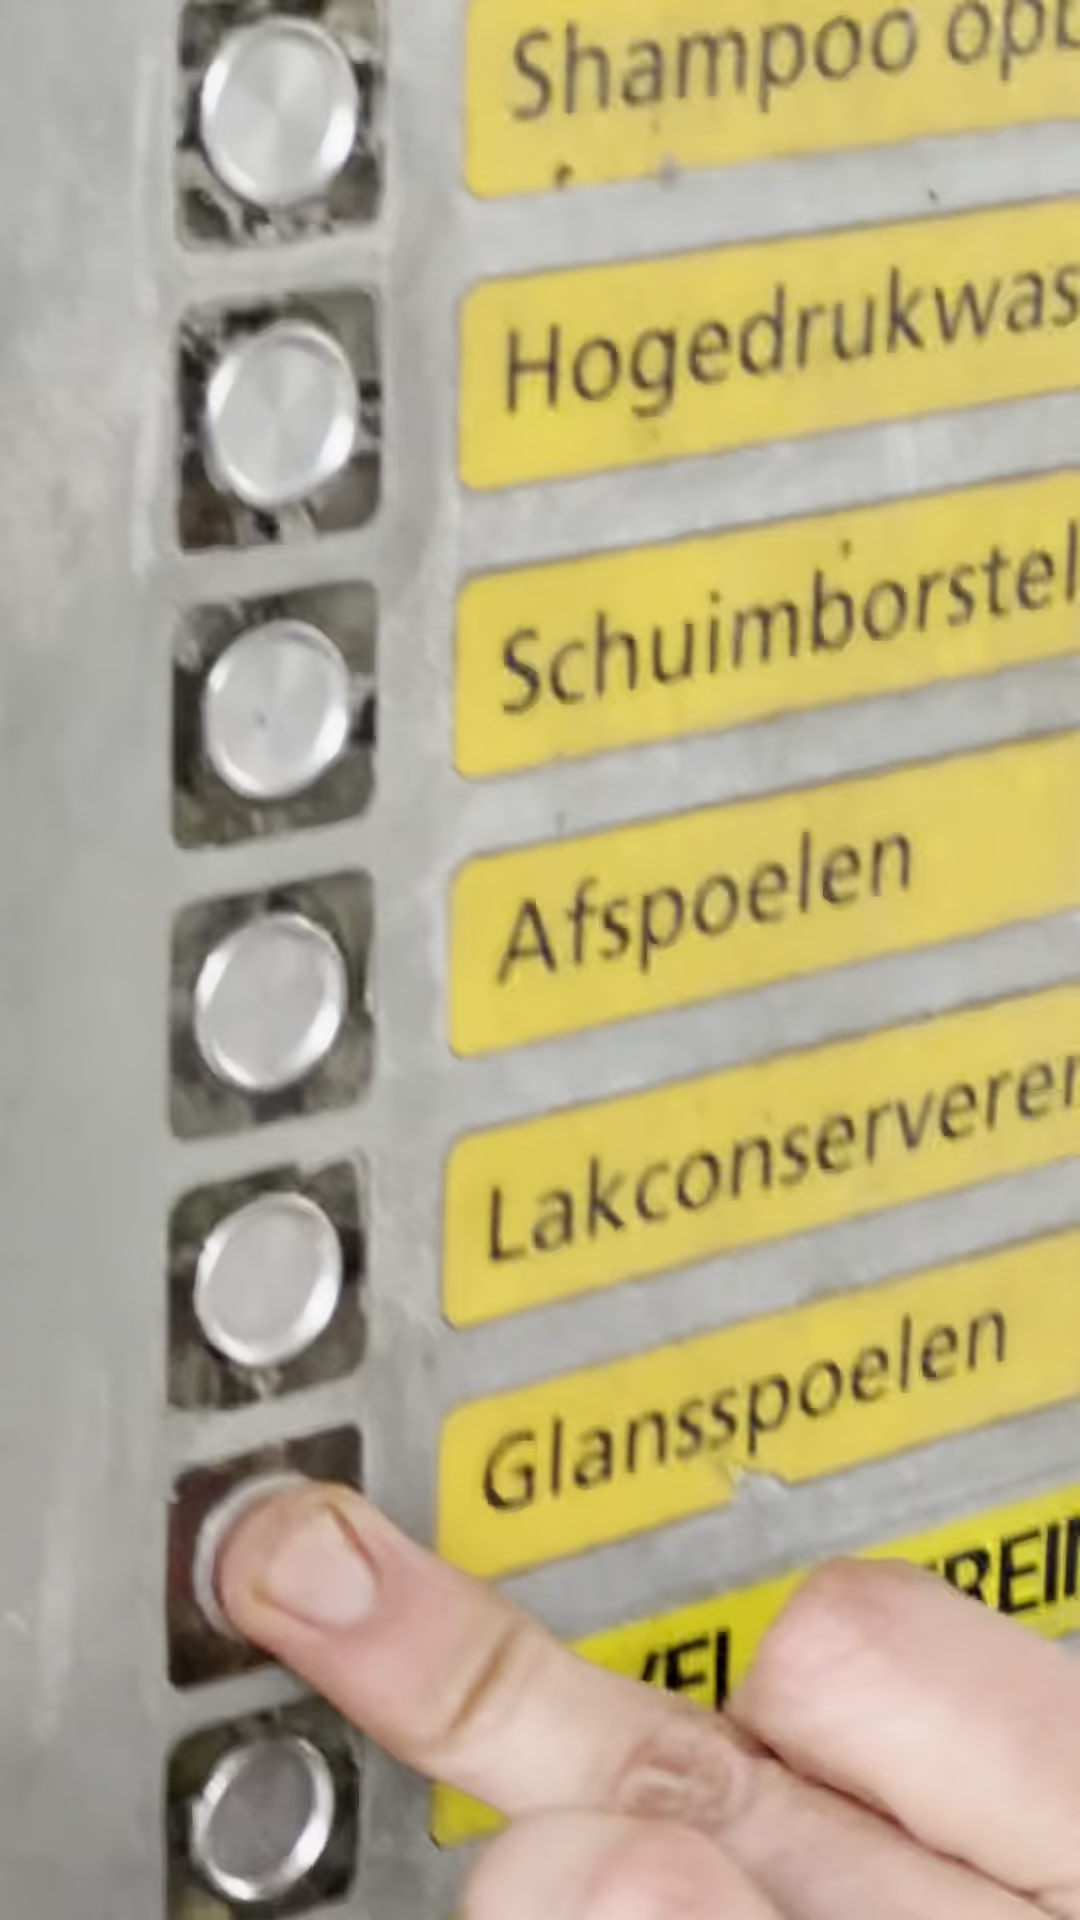 Shampoo
Hogedrukwas
Schuimborstel
Afspoelen
Lakconserveren
Glansspoelen